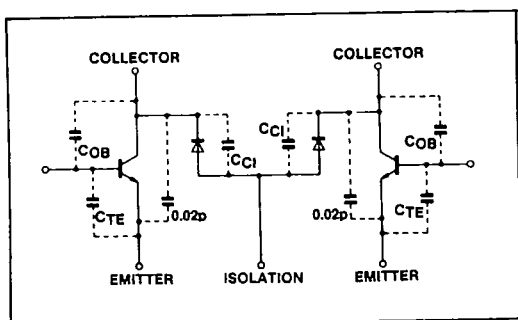 COLLECTOR
COLLECTOR
COB
CCI
CCI
COB
CTE
0.02p
0.02p
CTE
EMITTER
ISOLATION
EMITTER